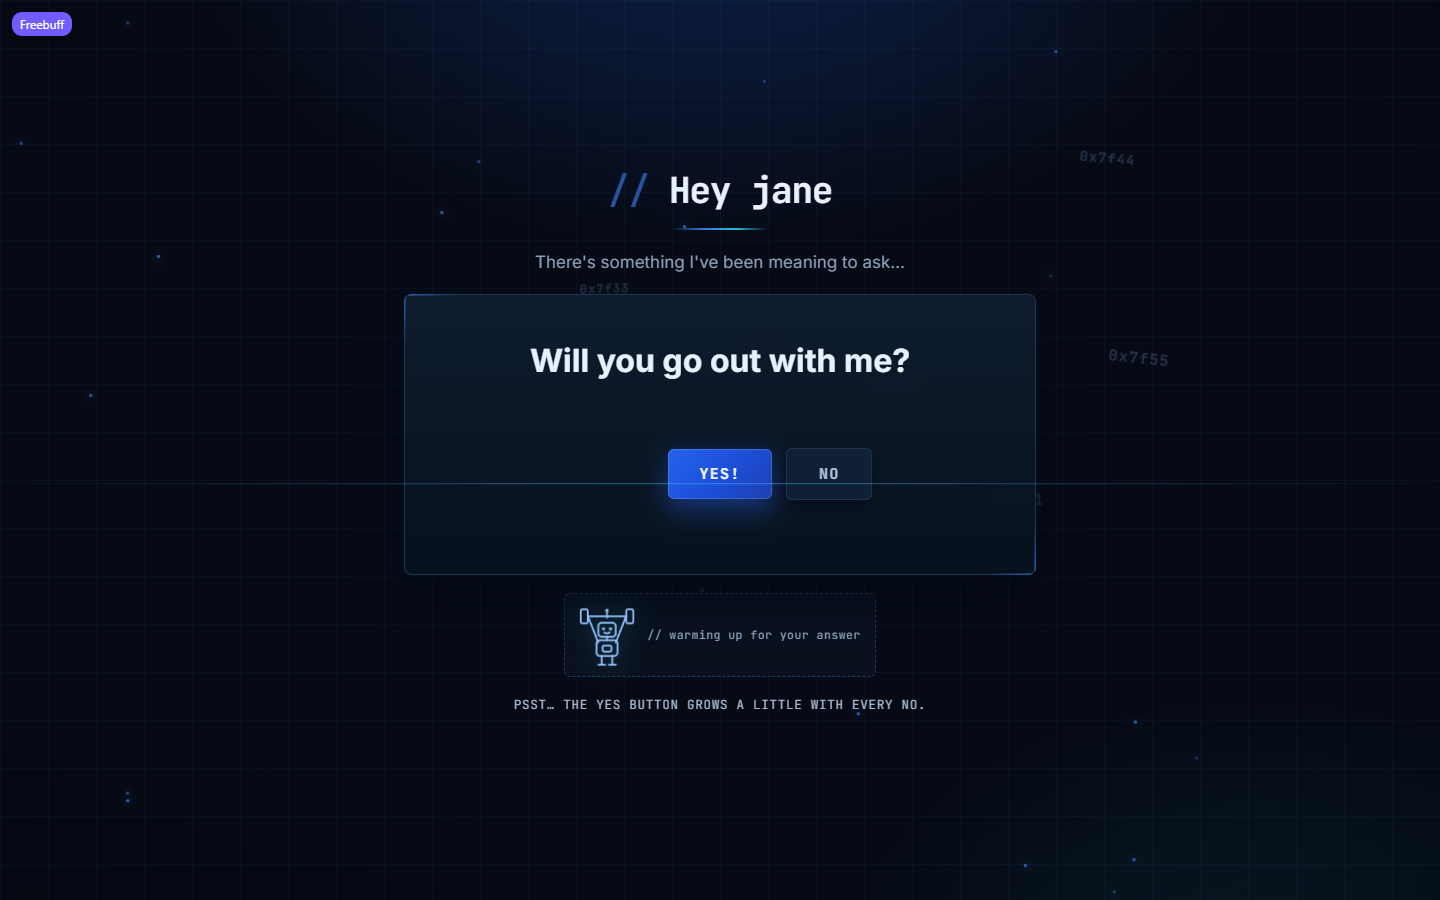 Freebuff
0x7f44
// Hey jane
There's something I've been meaning to ask...
0x7f33
Will you go out with me?
0x7f55
YES!
NO
1
// warming up for your answer
PSST… THE YES BUTTON GROWS A LITTLE WITH EVERY NO.